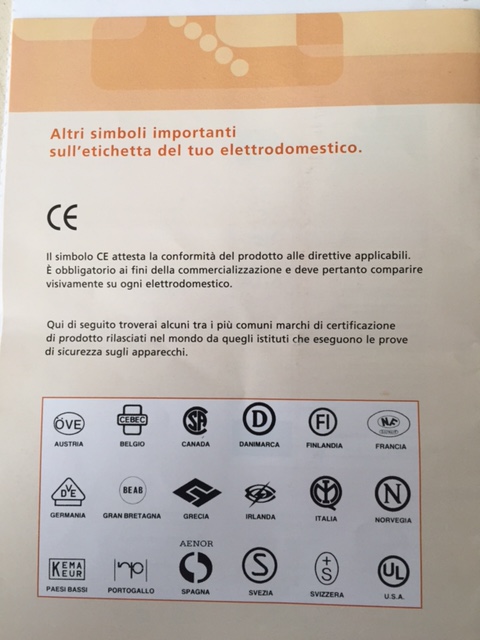 Altri simboli importanti
sull'etichetta del tuo elettrodomestico.
CE
Il simbolo CE attesta la conformità del prodotto alle direttive applicabili.
È obbligatorio ai fini della commercializzazione e deve pertanto comparire
visivamente su ogni elettrodomestico.
Qui di seguito troverai alcuni tra i più comuni marchi di certificazione
di prodotto rilasciati nel mondo da quegli istituti che eseguono le prove
di sicurezza sugli apparecchi.
ÖVE CEBEC SA D FI NF
AUSTRIA BELGIO CANADA DANIMARCA FINLANDIA FRANCIA
DVE BEAB N
GERMANIA GRAN BRETAGNA GRECIA IRLANDA ITALIA NORVEGIA
AENOR
KEMA KEUR S +S UL
PAESI BASSI PORTOGALLO SPAGNA SVEZIA SVIZZERA U.S.A.